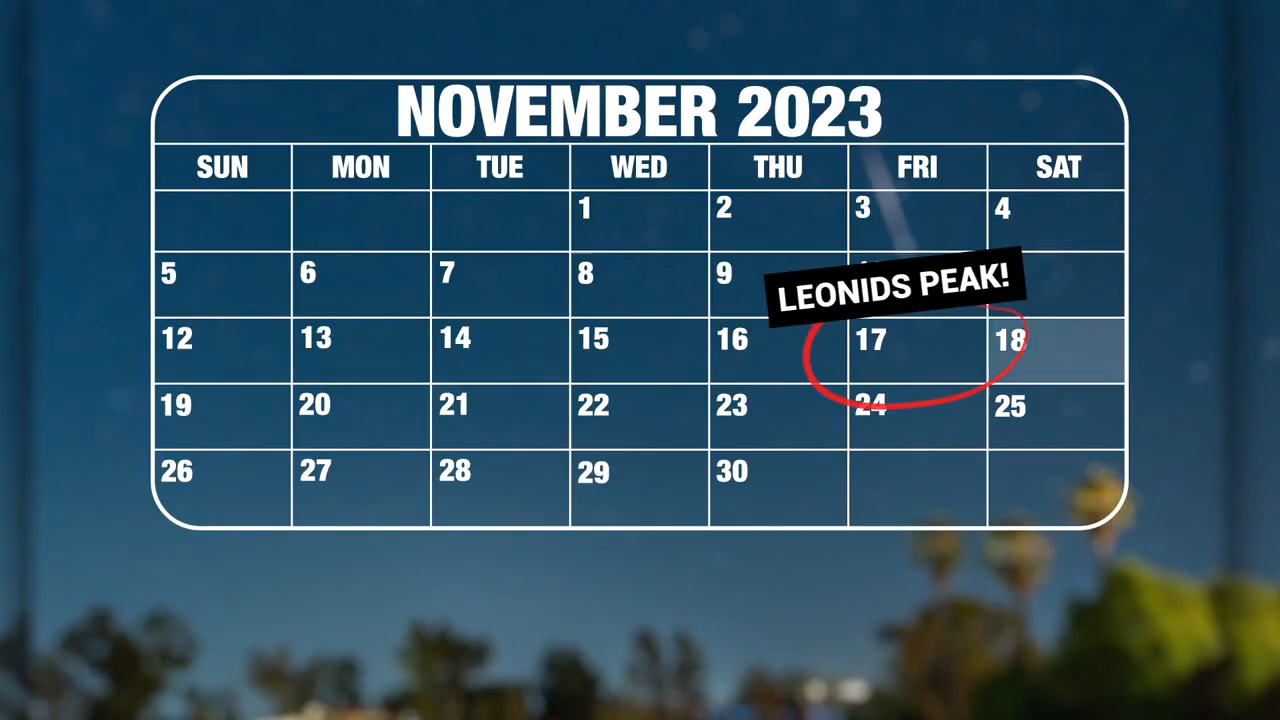 NOVEMBER 2023
SUN MON TUE WED THU FRI SAT
1 2 3 4
5 6 7 8 9
LEONIDS PEAK!
12 13 14 15 16 17 18
19 20 21 22 23 24 25
26 27 28 29 30